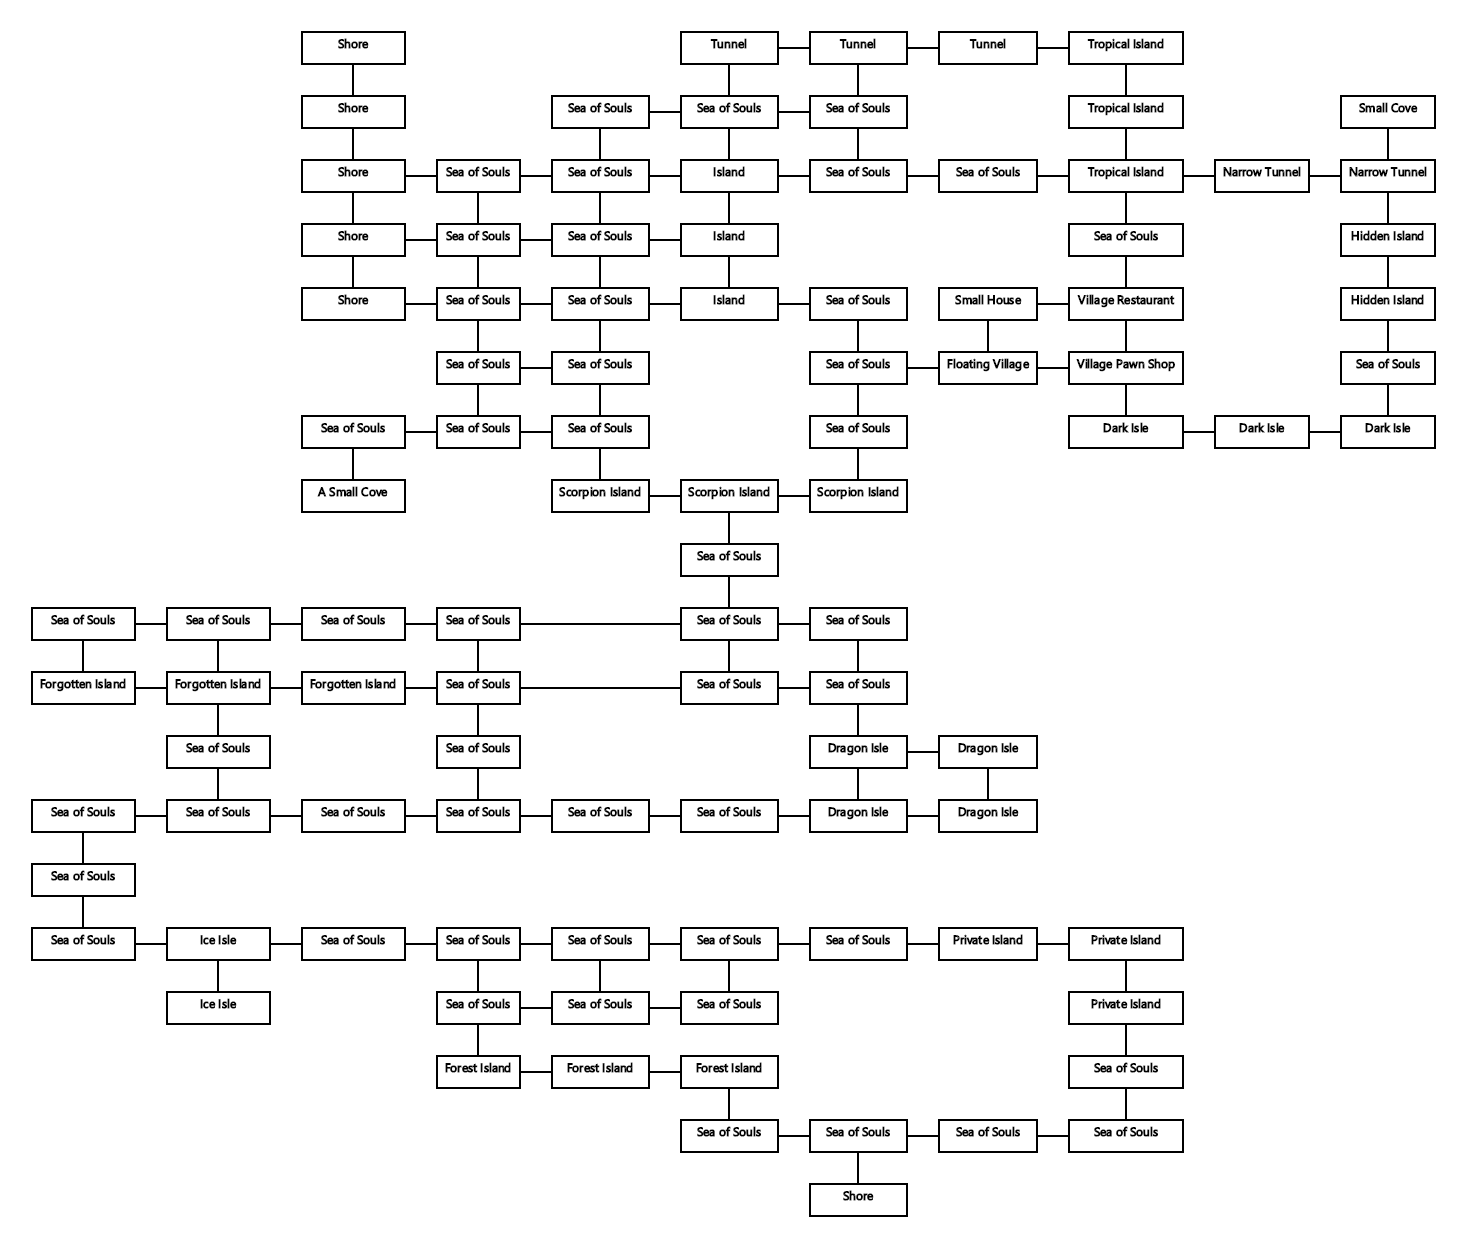 Shore
Tunnel
Tunnel
Tunnel
Tropical Island
Shore
Sea of Souls
Sea of Souls
Sea of Souls
Tropical Island
Small Cove
Shore
Sea of Souls
Sea of Souls
Island
Sea of Souls
Sea of Souls
Tropical Island
Narrow Tunnel
Narrow Tunnel
Shore
Sea of Souls
Sea of Souls
Island
Sea of Souls
Hidden Island
Shore
Sea of Souls
Sea of Souls
Island
Sea of Souls
Small House
Village Restaurant
Hidden Island
Sea of Souls
Sea of Souls
Sea of Souls
Floating Village
Village Pawn Shop
Sea of Souls
Sea of Souls
Sea of Souls
Sea of Souls
Sea of Souls
Dark Isle
Dark Isle
Dark Isle
A Small Cove
Scorpion Island
Scorpion Island
Scorpion Island
Sea of Souls
Sea of Souls
Sea of Souls
Sea of Souls
Sea of Souls
Sea of Souls
Sea of Souls
Forgotten Island
Forgotten Island
Forgotten Island
Sea of Souls
Sea of Souls
Sea of Souls
Sea of Souls
Sea of Souls
Dragon Isle
Dragon Isle
Sea of Souls
Sea of Souls
Sea of Souls
Sea of Souls
Sea of Souls
Sea of Souls
Dragon Isle
Dragon Isle
Sea of Souls
Sea of Souls
Ice Isle
Sea of Souls
Sea of Souls
Sea of Souls
Sea of Souls
Sea of Souls
Private Island
Private Island
Ice Isle
Sea of Souls
Sea of Souls
Sea of Souls
Private Island
Forest Island
Forest Island
Forest Island
Sea of Souls
Sea of Souls
Sea of Souls
Sea of Souls
Sea of Souls
Shore